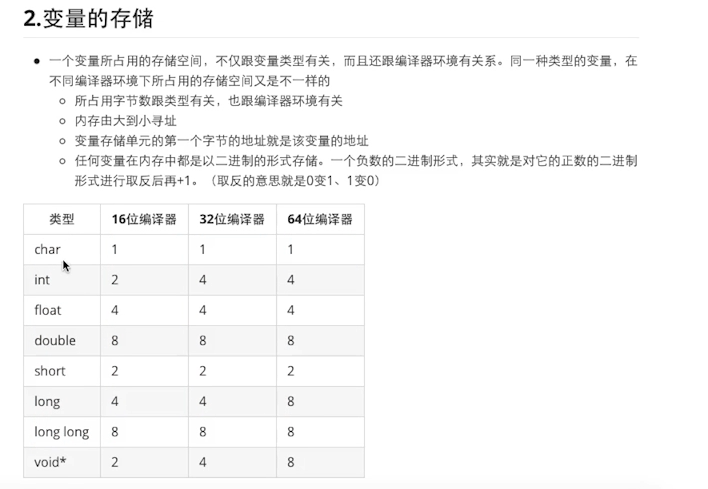 2.变量的存储
一个变量所占用的存储空间，不仅跟变量类型有关，而且还跟编译器环境有关系。同一种类型的变量，在
不同编译器环境下所占用的存储空间又是不一样的
所占用字节数跟类型有关，也跟编译器环境有关
内存由大到小寻址
变量存储单元的第一个字节的地址就是该变量的地址
任何变量在内存中都是以二进制的形式存储。一个负数的二进制形式，其实就是对它的正数的二进制
形式进行取反后再+1。（取反的意思就是0变1、1变0）
类型 16位编译器 32位编译器 64位编译器
char 1 1 1
int 2 4 4
float 4 4 4
double 8 8 8
short 2 2 2
long 4 4 8
long long 8 8 8
void* 2 4 8